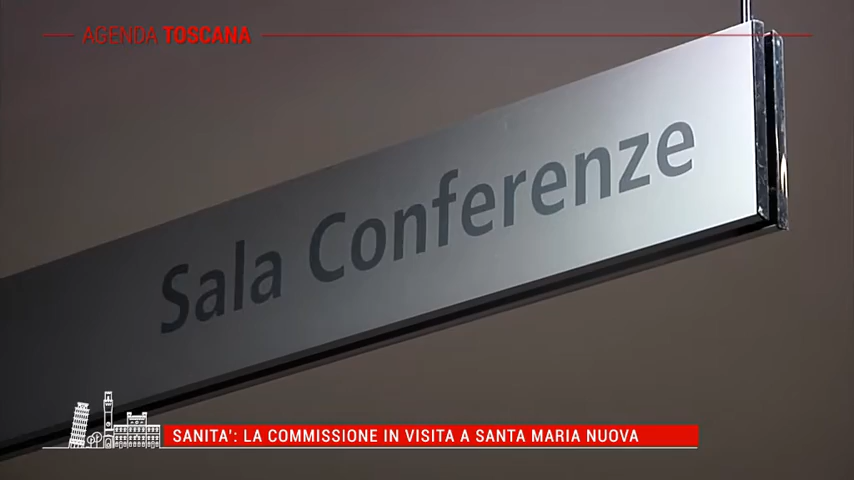 AGENDA TOSCANA
Sala Conferenze
SANITA': LA COMMISSIONE IN VISITA A SANTA MARIA NUOVA